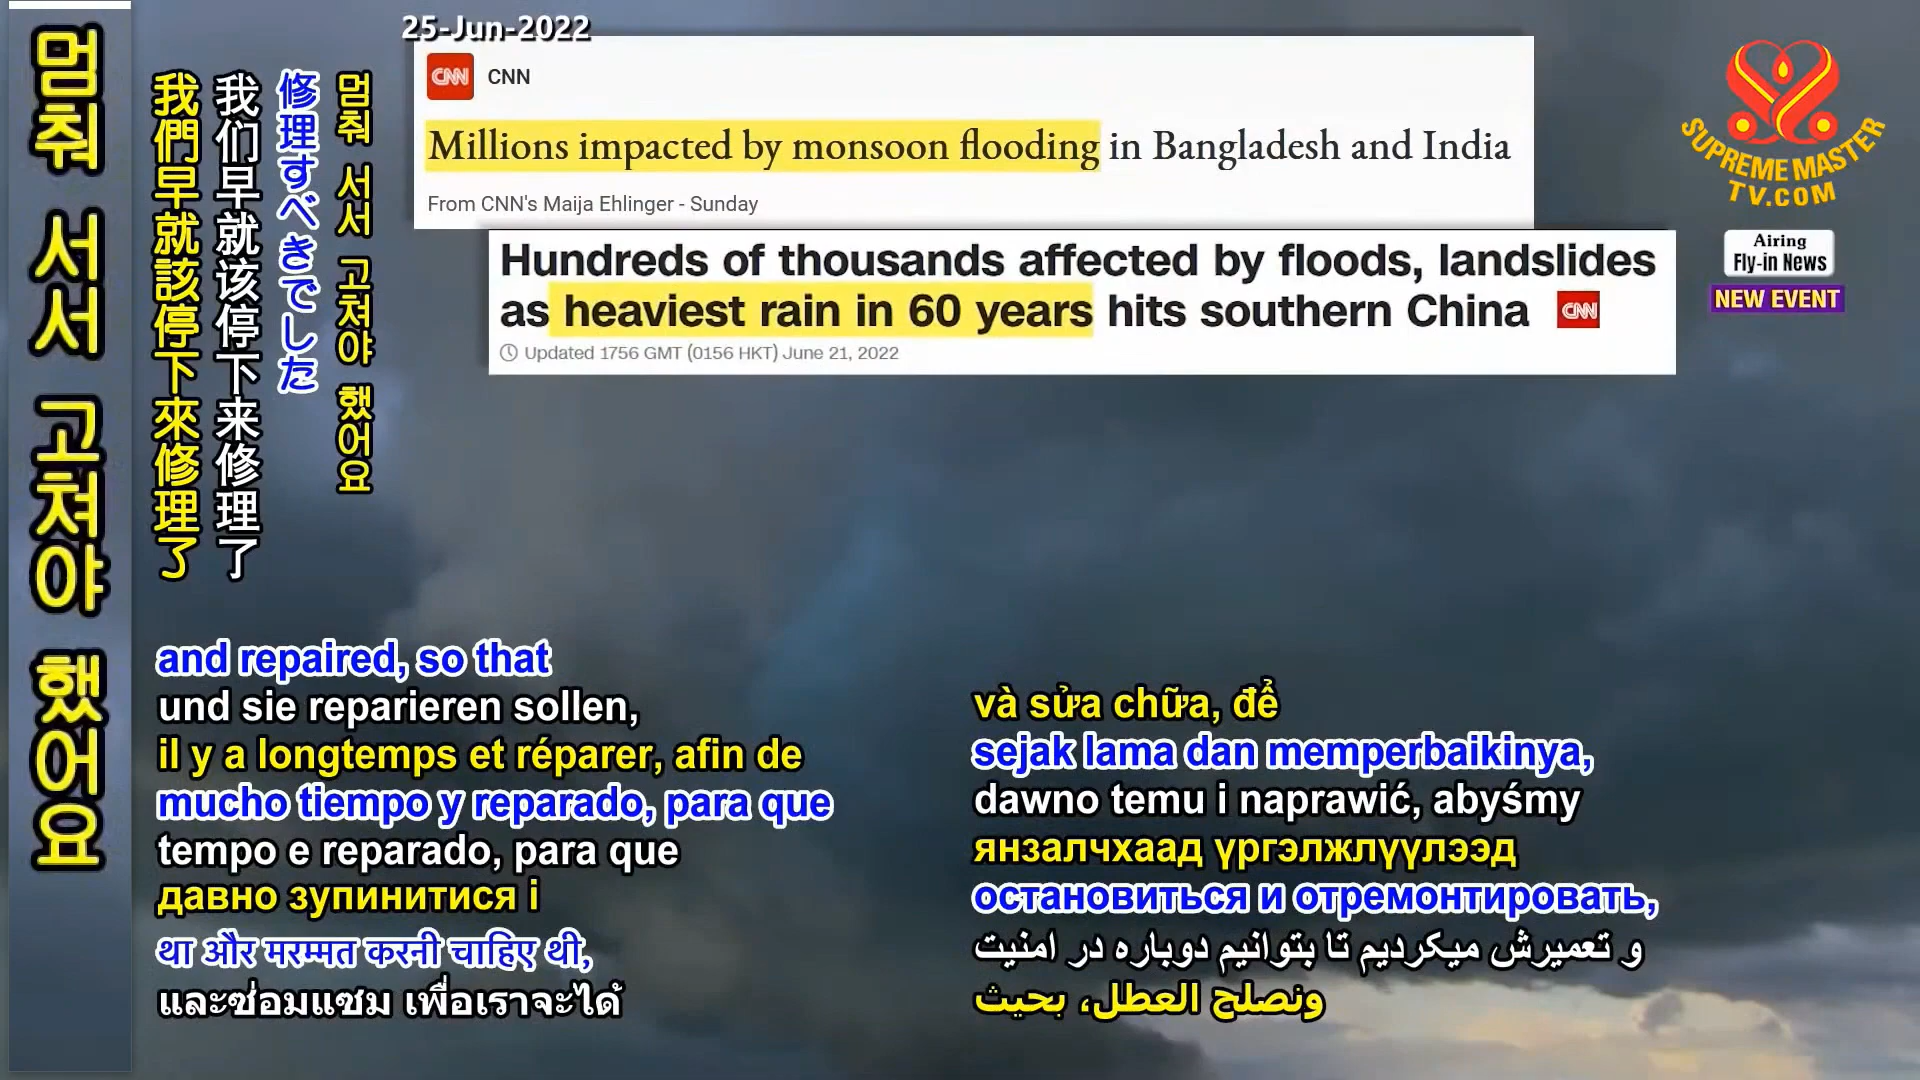 25-Jun-2022
멈춰 서서 고쳐야 했어요
我們早就該停下來修理了
我们早就该停下来修理了
修理すべきでした
멈춰 서서 고쳐야 했어요
CNN CNN
Millions impacted by monsoon flooding in Bangladesh and India
From CNN's Maija Ehlinger - Sunday
Hundreds of thousands affected by floods, landslides
as heaviest rain in 60 years hits southern China CNN
Updated 1756 GMT (0156 HKT) June 21, 2022
SUPREME MASTER
TV.COM
Airing
Fly-in News
NEW EVENT
and repaired, so that
und sie reparieren sollen,
il y a longtemps et réparer, afin de
mucho tiempo y reparado, para que
tempo e reparado, para que
давно зупинитися і
था और मरम्मत करनी चाहिए थी,
และซ่อมแซม เพื่อเราจะได้
và sửa chữa, để
sejak lama dan memperbaikinya,
dawno temu i naprawić, abyśmy
янзалчхаад үргэлжлүүлээд
остановиться и отремонтировать,
و تعمیرش میکردیم تا بتوانیم دوباره در امنیت
ونصلح العطل، بحيث